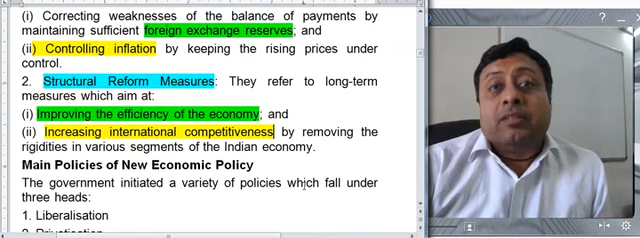 (i) Correcting weaknesses of the balance of payments by
maintaining sufficient foreign exchange reserves; and
(ii) Controlling inflation by keeping the rising prices under
control.
2. Structural Reform Measures: They refer to long-term
measures which aim at:
(i) Improving the efficiency of the economy; and
(ii) Increasing international competitiveness by removing the
rigidities in various segments of the Indian economy.
Main Policies of New Economic Policy
The government initiated a variety of policies which fall under
three heads:
1. Liberalisation
2. Privatisation